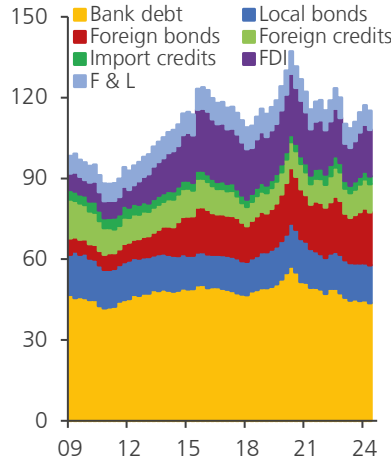 150
Bank debt Local bonds
Foreign bonds Foreign credits
Import credits FDI
F & L
120
90
60
30
0
09 12 15 18 21 24